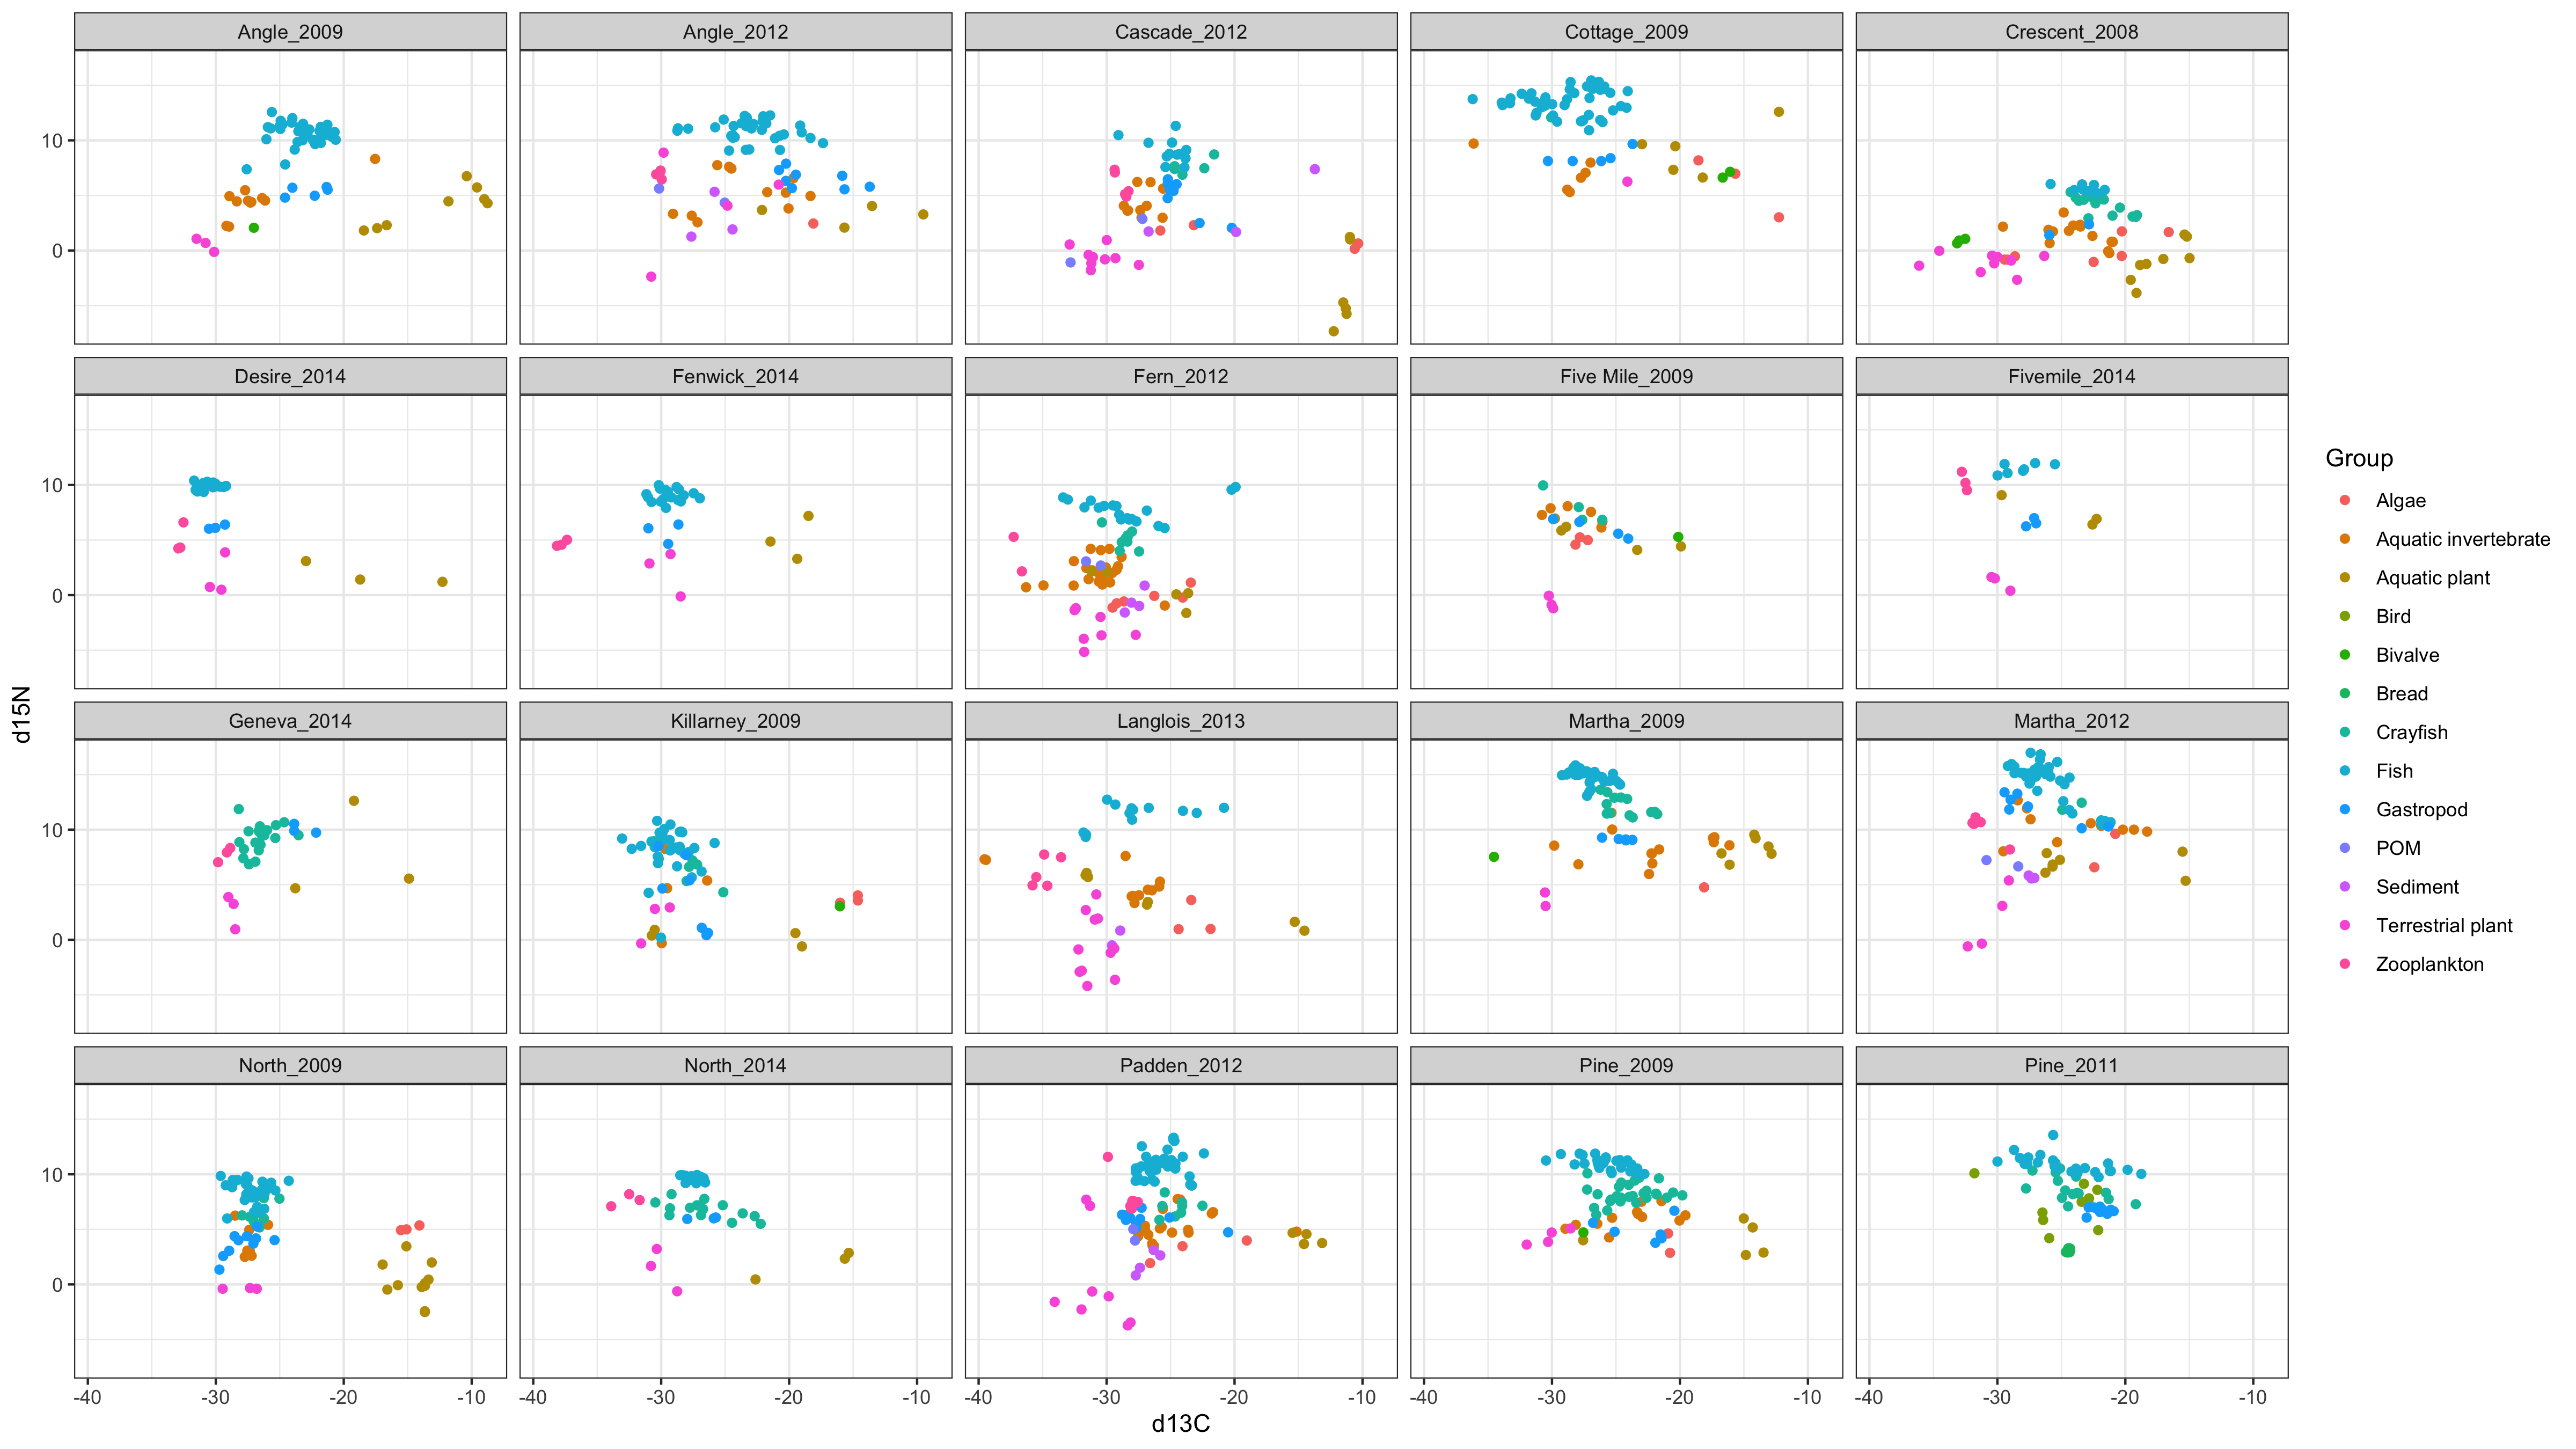 Angle_2009
Angle_2012
Cascade_2012
Cottage_2009
Crescent_2008
10
0
Desire_2014
Fenwick_2014
Fern_2012
Five Mile_2009
Fivemile_2014
10
0
d15N
Geneva_2014
Killarney_2009
Langlois_2013
Martha_2009
Martha_2012
10
0
North_2009
North_2014
Padden_2012
Pine_2009
Pine_2011
10
0
-40 -30 -20 -10
-40 -30 -20 -10
-40 -30 -20 -10
-40 -30 -20 -10
-40 -30 -20 -10
d13C
Group
Algae
Aquatic invertebrate
Aquatic plant
Bird
Bivalve
Bread
Crayfish
Fish
Gastropod
POM
Sediment
Terrestrial plant
Zooplankton